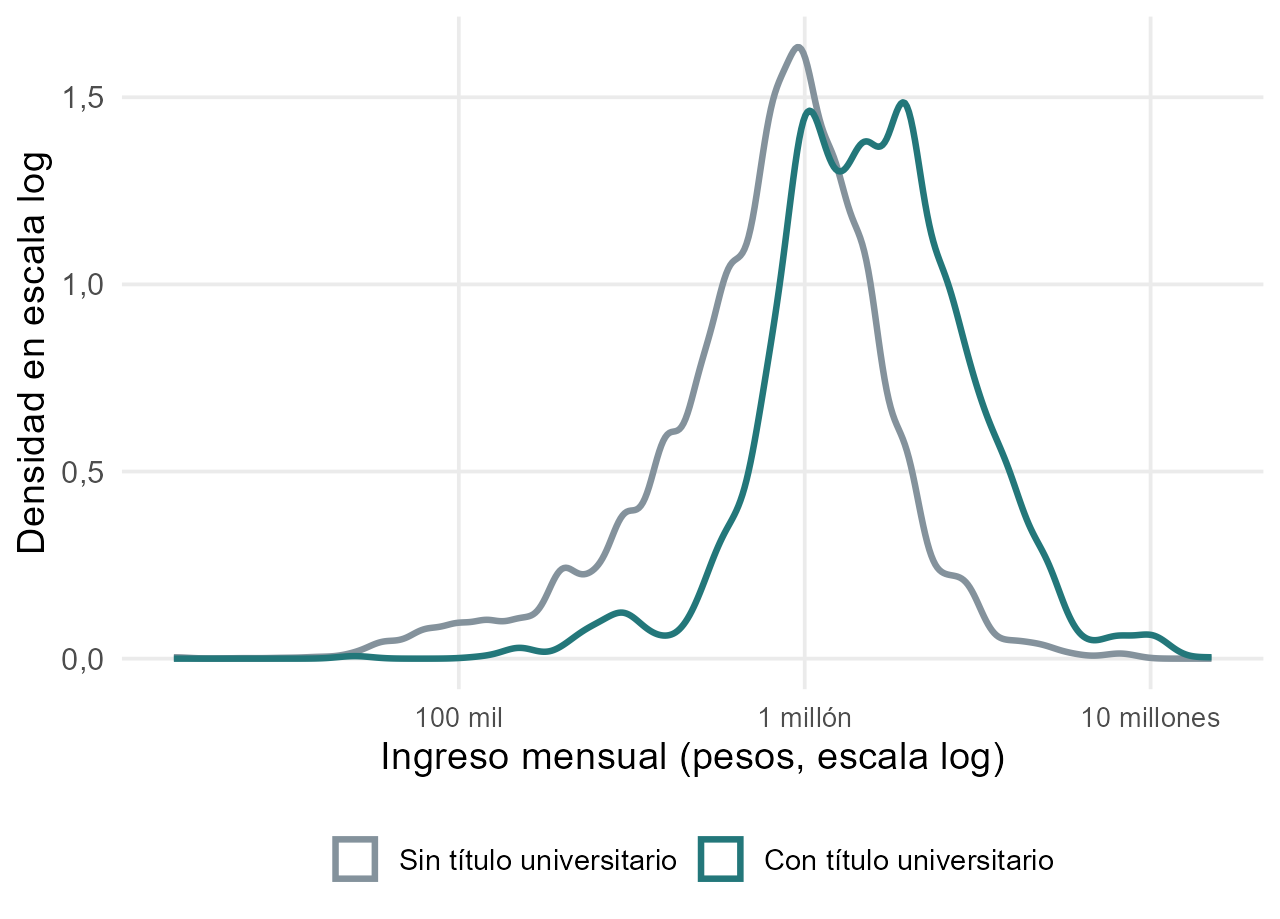 Densidad en escala log
1,5
1,0
0,5
0,0
100 mil
1 millón
10 millones
Ingreso mensual (pesos, escala log)
Sin título universitario
Con título universitario